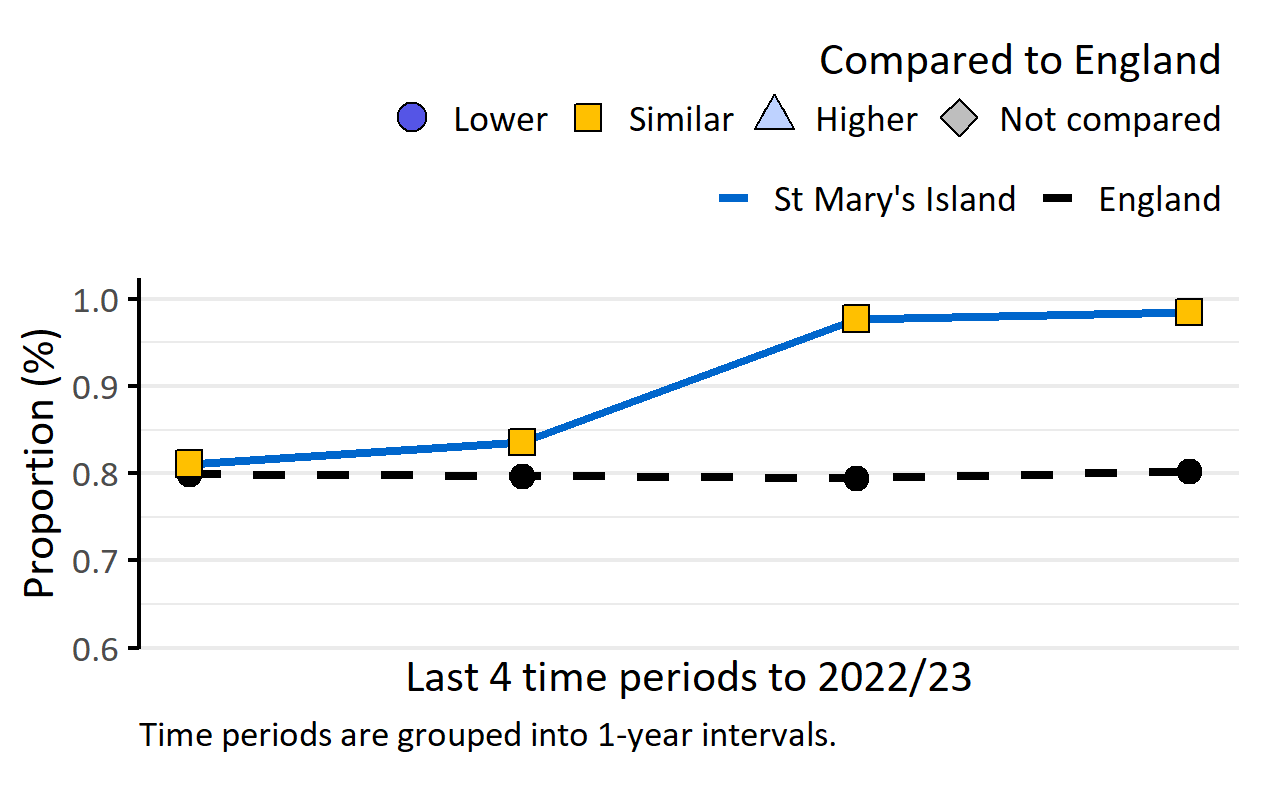 Compared to England
Lower Similar Higher Not compared
St Mary's Island England
Proportion (%)
1.0
0.9
0.8
0.7
0.6
Last 4 time periods to 2022/23
Time periods are grouped into 1-year intervals.